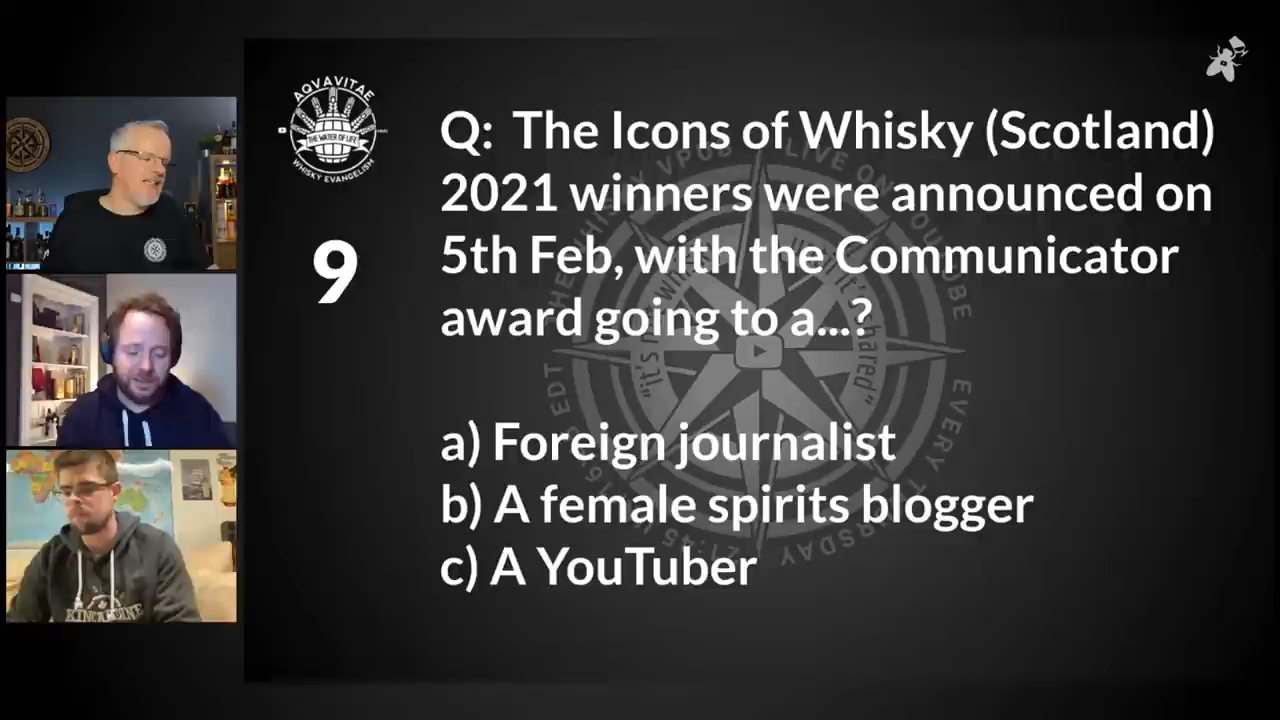 AQVAVITAE
THE WATER OF LIFE
WHISKY EVANGELISM
9
Q: The Icons of Whisky (Scotland)
2021 winners were announced on
5th Feb, with the Communicator
award going to a...?
a) Foreign journalist
b) A female spirits blogger
c) A YouTuber